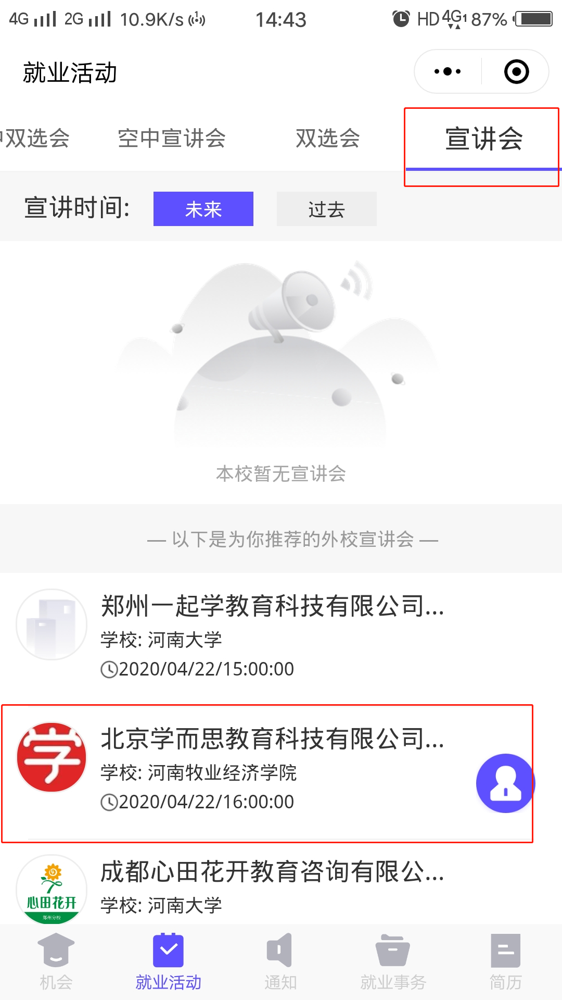 4G 2G 10.9K/s 14:43 HD 4G1 87%
就业活动
双选会 空中宣讲会 双选会 宣讲会
宣讲时间: 未来 过去
本校暂无宣讲会
— 以下是为你推荐的外校宣讲会 —
郑州一起学教育科技有限公司...
学校: 河南大学
2020/04/22/15:00:00
学
北京学而思教育科技有限公司...
学校: 河南牧业经济学院
2020/04/22/16:00:00
成都心田花开教育咨询有限公...
学校: 河南大学
心田花开
郑州分校
机会 就业活动 通知 就业事务 简历